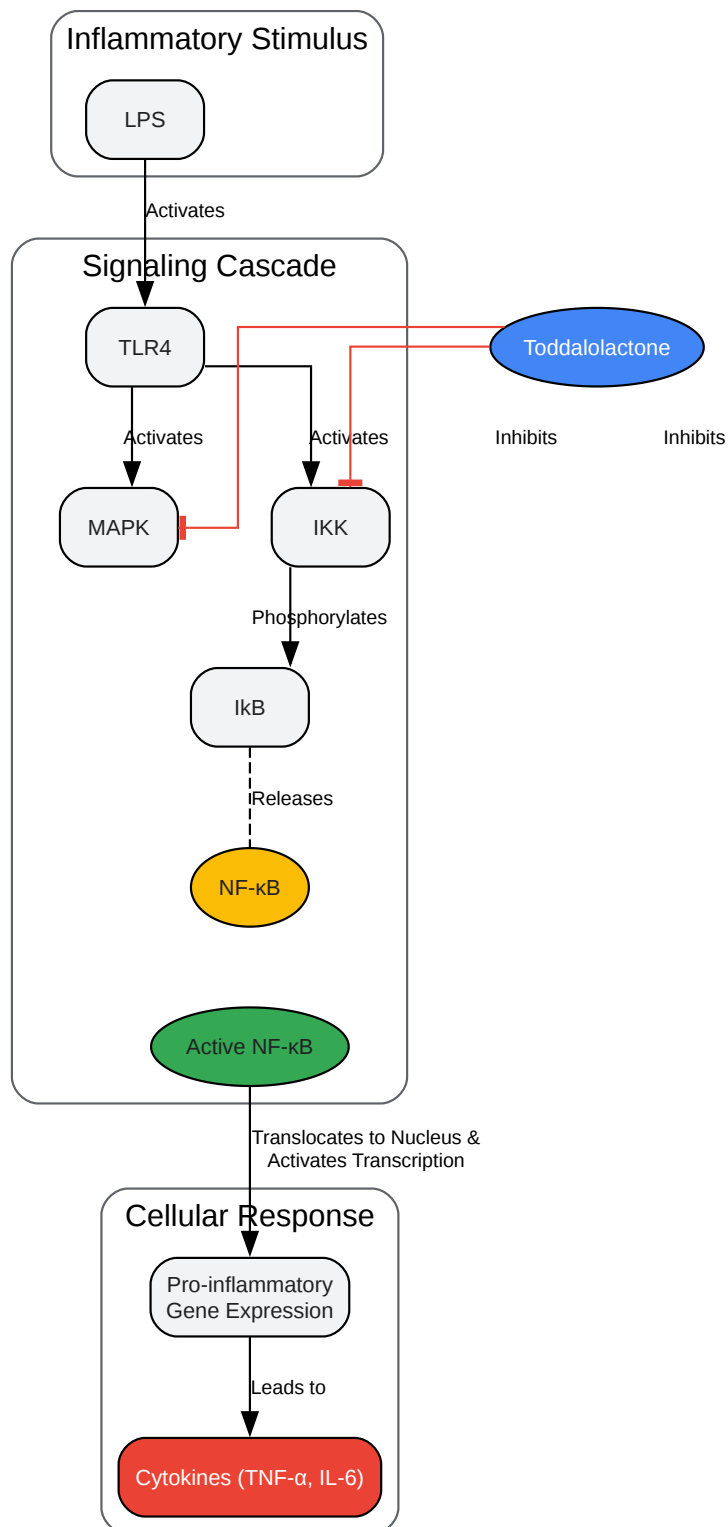 Inflammatory Stimulus
LPS
Activates
Signaling Cascade
TLR4
Toddalolactone
Activates
Activates
Inhibits
Inhibits
MAPK
IKK
Phosphorylates
IkB
Releases
NF-κB
Active NF-κB
Translocates to Nucleus &
Activates Transcription
Cellular Response
Pro-inflammatory
Gene Expression
Leads to
Cytokines (TNF-α, IL-6)